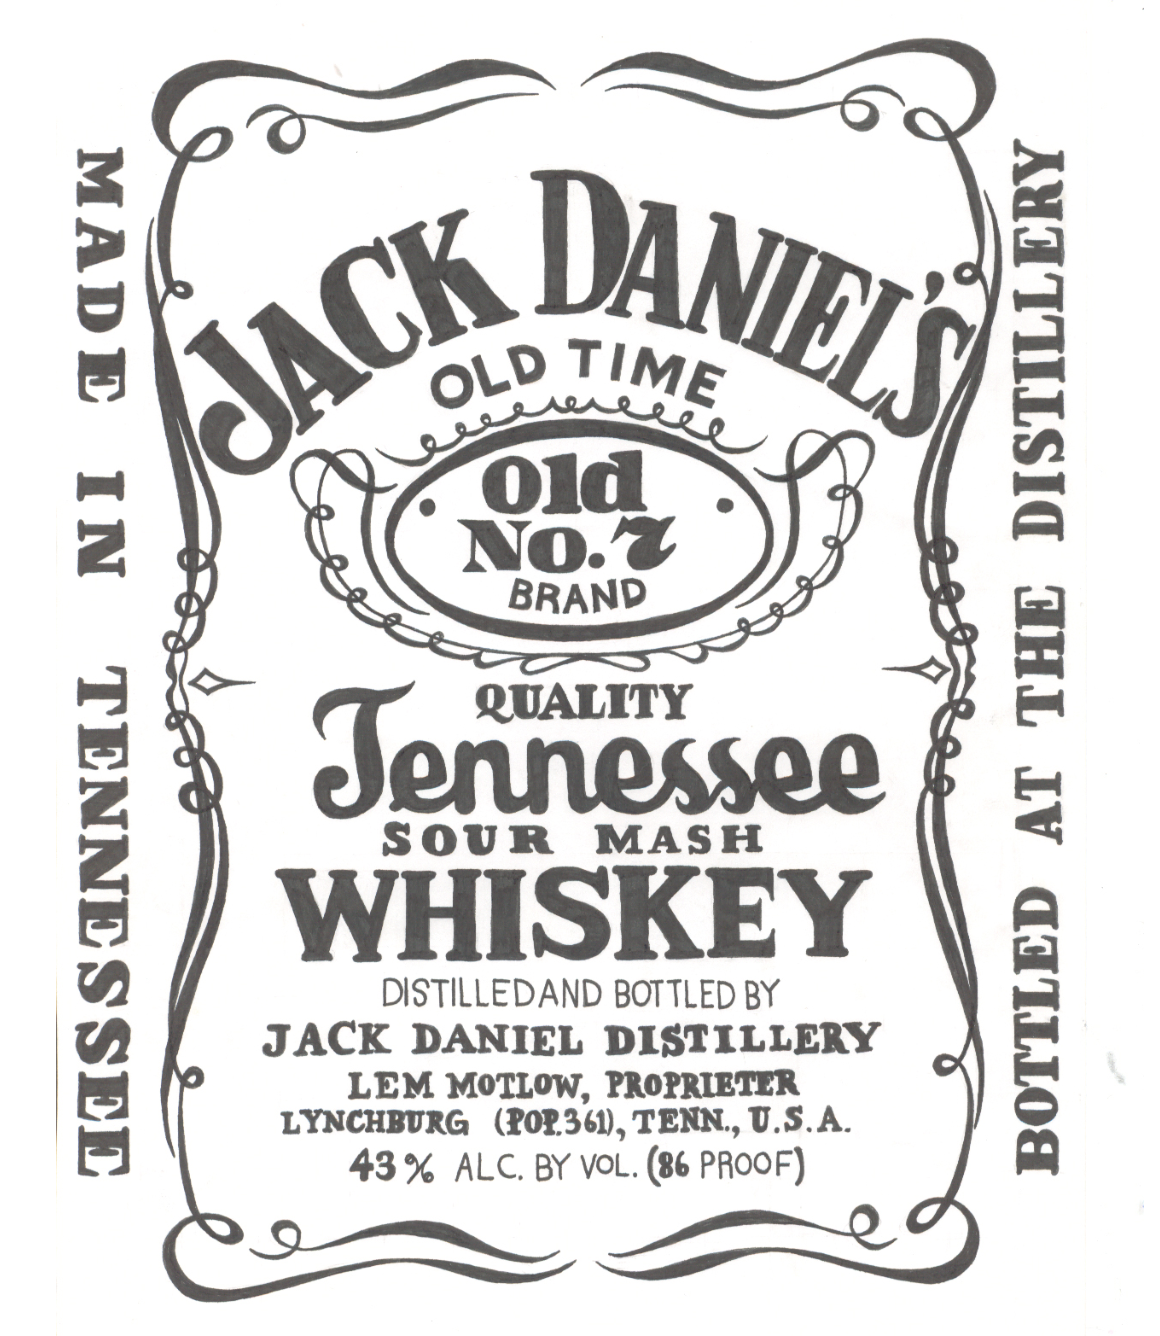 MADE IN TENNESSEE
JACK DANIEL'S
OLD TIME
Old
No. 7
BRAND
QUALITY
Tennessee
SOUR MASH
WHISKEY
DISTILLED AND BOTTLED BY
JACK DANIEL DISTILLERY
LEM MOTLOW, PROPRIETER
LYNCHBURG (POP. 361), TENN., U.S.A.
43% ALC. BY VOL. (86 PROOF)
BOTTLED AT THE DISTILLERY